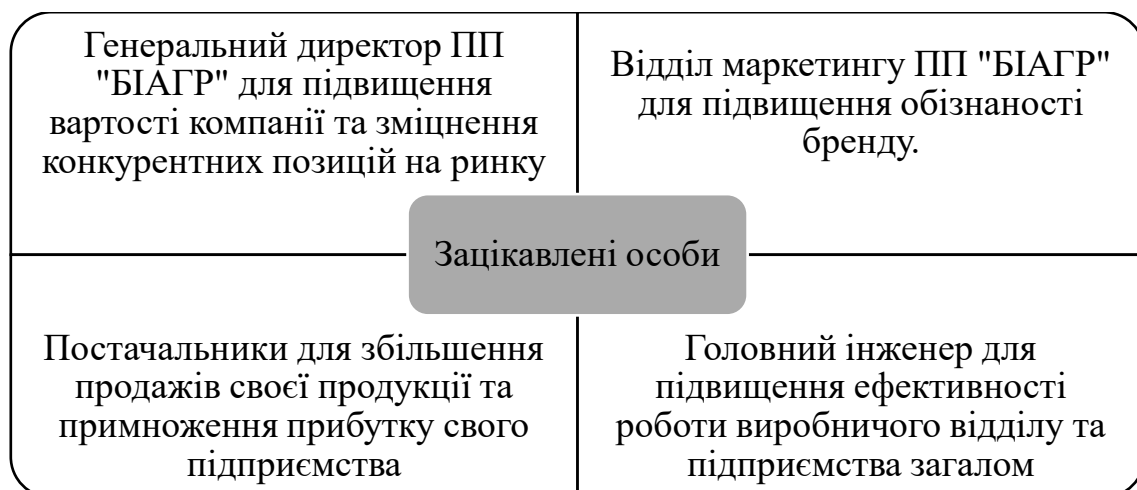 Генеральний директор ПП
"БІАГР" для підвищення
вартості компанії та зміцнення
конкурентних позицій на ринку
Відділ маркетингу ПП "БІАГР"
для підвищення обізнаності
бренду.
Зацікавлені особи
Постачальники для збільшення
продажів своєї продукції та
примноження прибутку свого
підприємства
Головний інженер для
підвищення ефективності
роботи виробничого відділу та
підприємства загалом